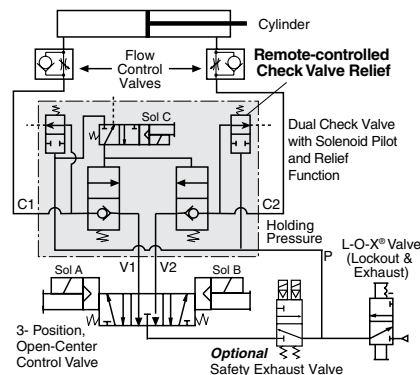 Cylinder
Flow
Control
Valves
Remote-controlled
Check Valve Relief
Sol C
Dual Check Valve
with Solenoid Pilot
and Relief
Function
C1
C2
Holding
Pressure
V1
V2
P
L-O-X® Valve
(Lockout &
Exhaust)
Sol A
Sol B
3- Position,
Open-Center
Control Valve
Optional
Safety Exhaust Valve